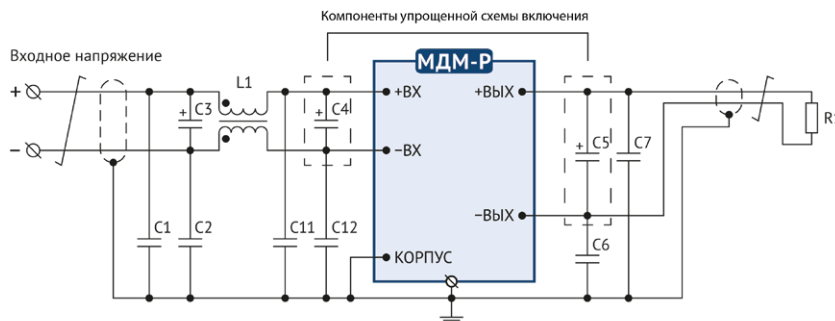 Компоненты упрощенной схемы включения
Входное напряжение
МДМ-Р
L1
+
+ C3
+ C4
+ВХ
+ВЫХ
+ C5
C7
–
–ВХ
–ВЫХ
C1
C2
C11
C12
C6
КОРПУС